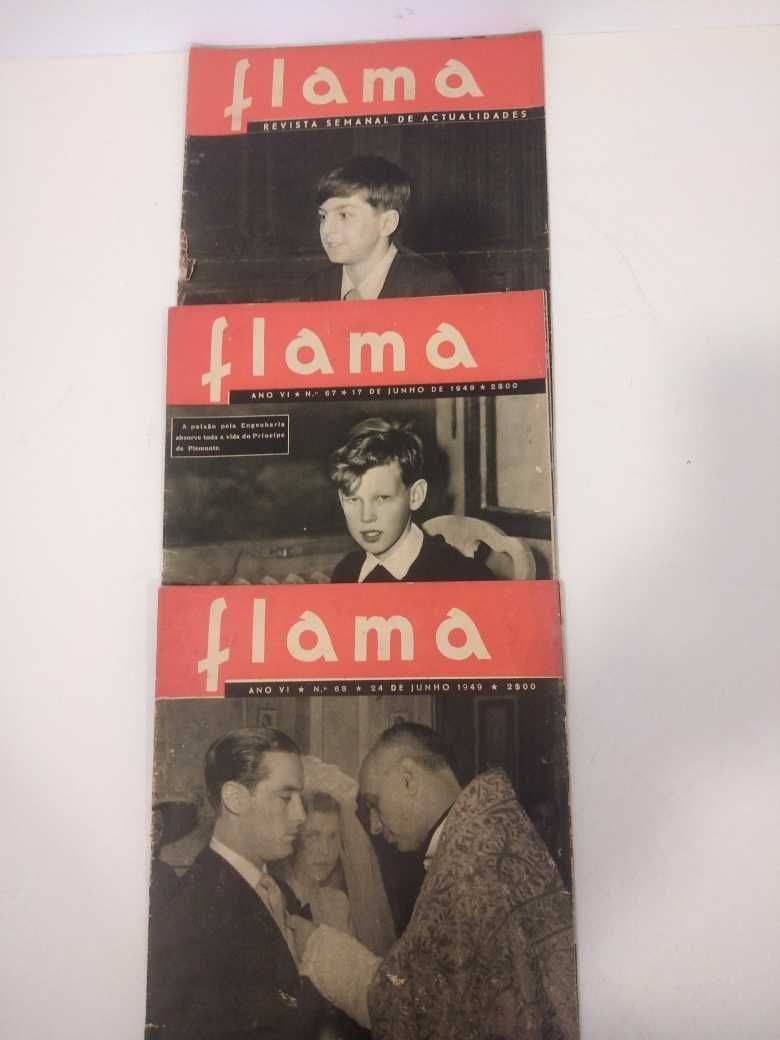 flama
REVISTA SEMANAL DE ACTUALIDADES
flama
ANO VI ★ N.º 67 ★ 17 DE JUNHO DE 1949 ★ 2$00
A paixão pela Engenharia
absorve toda a vida do Príncipe
de Piemonte.
flama
ANO VI ★ N.º 68 ★ 24 DE JUNHO 1949 ★ 2$00